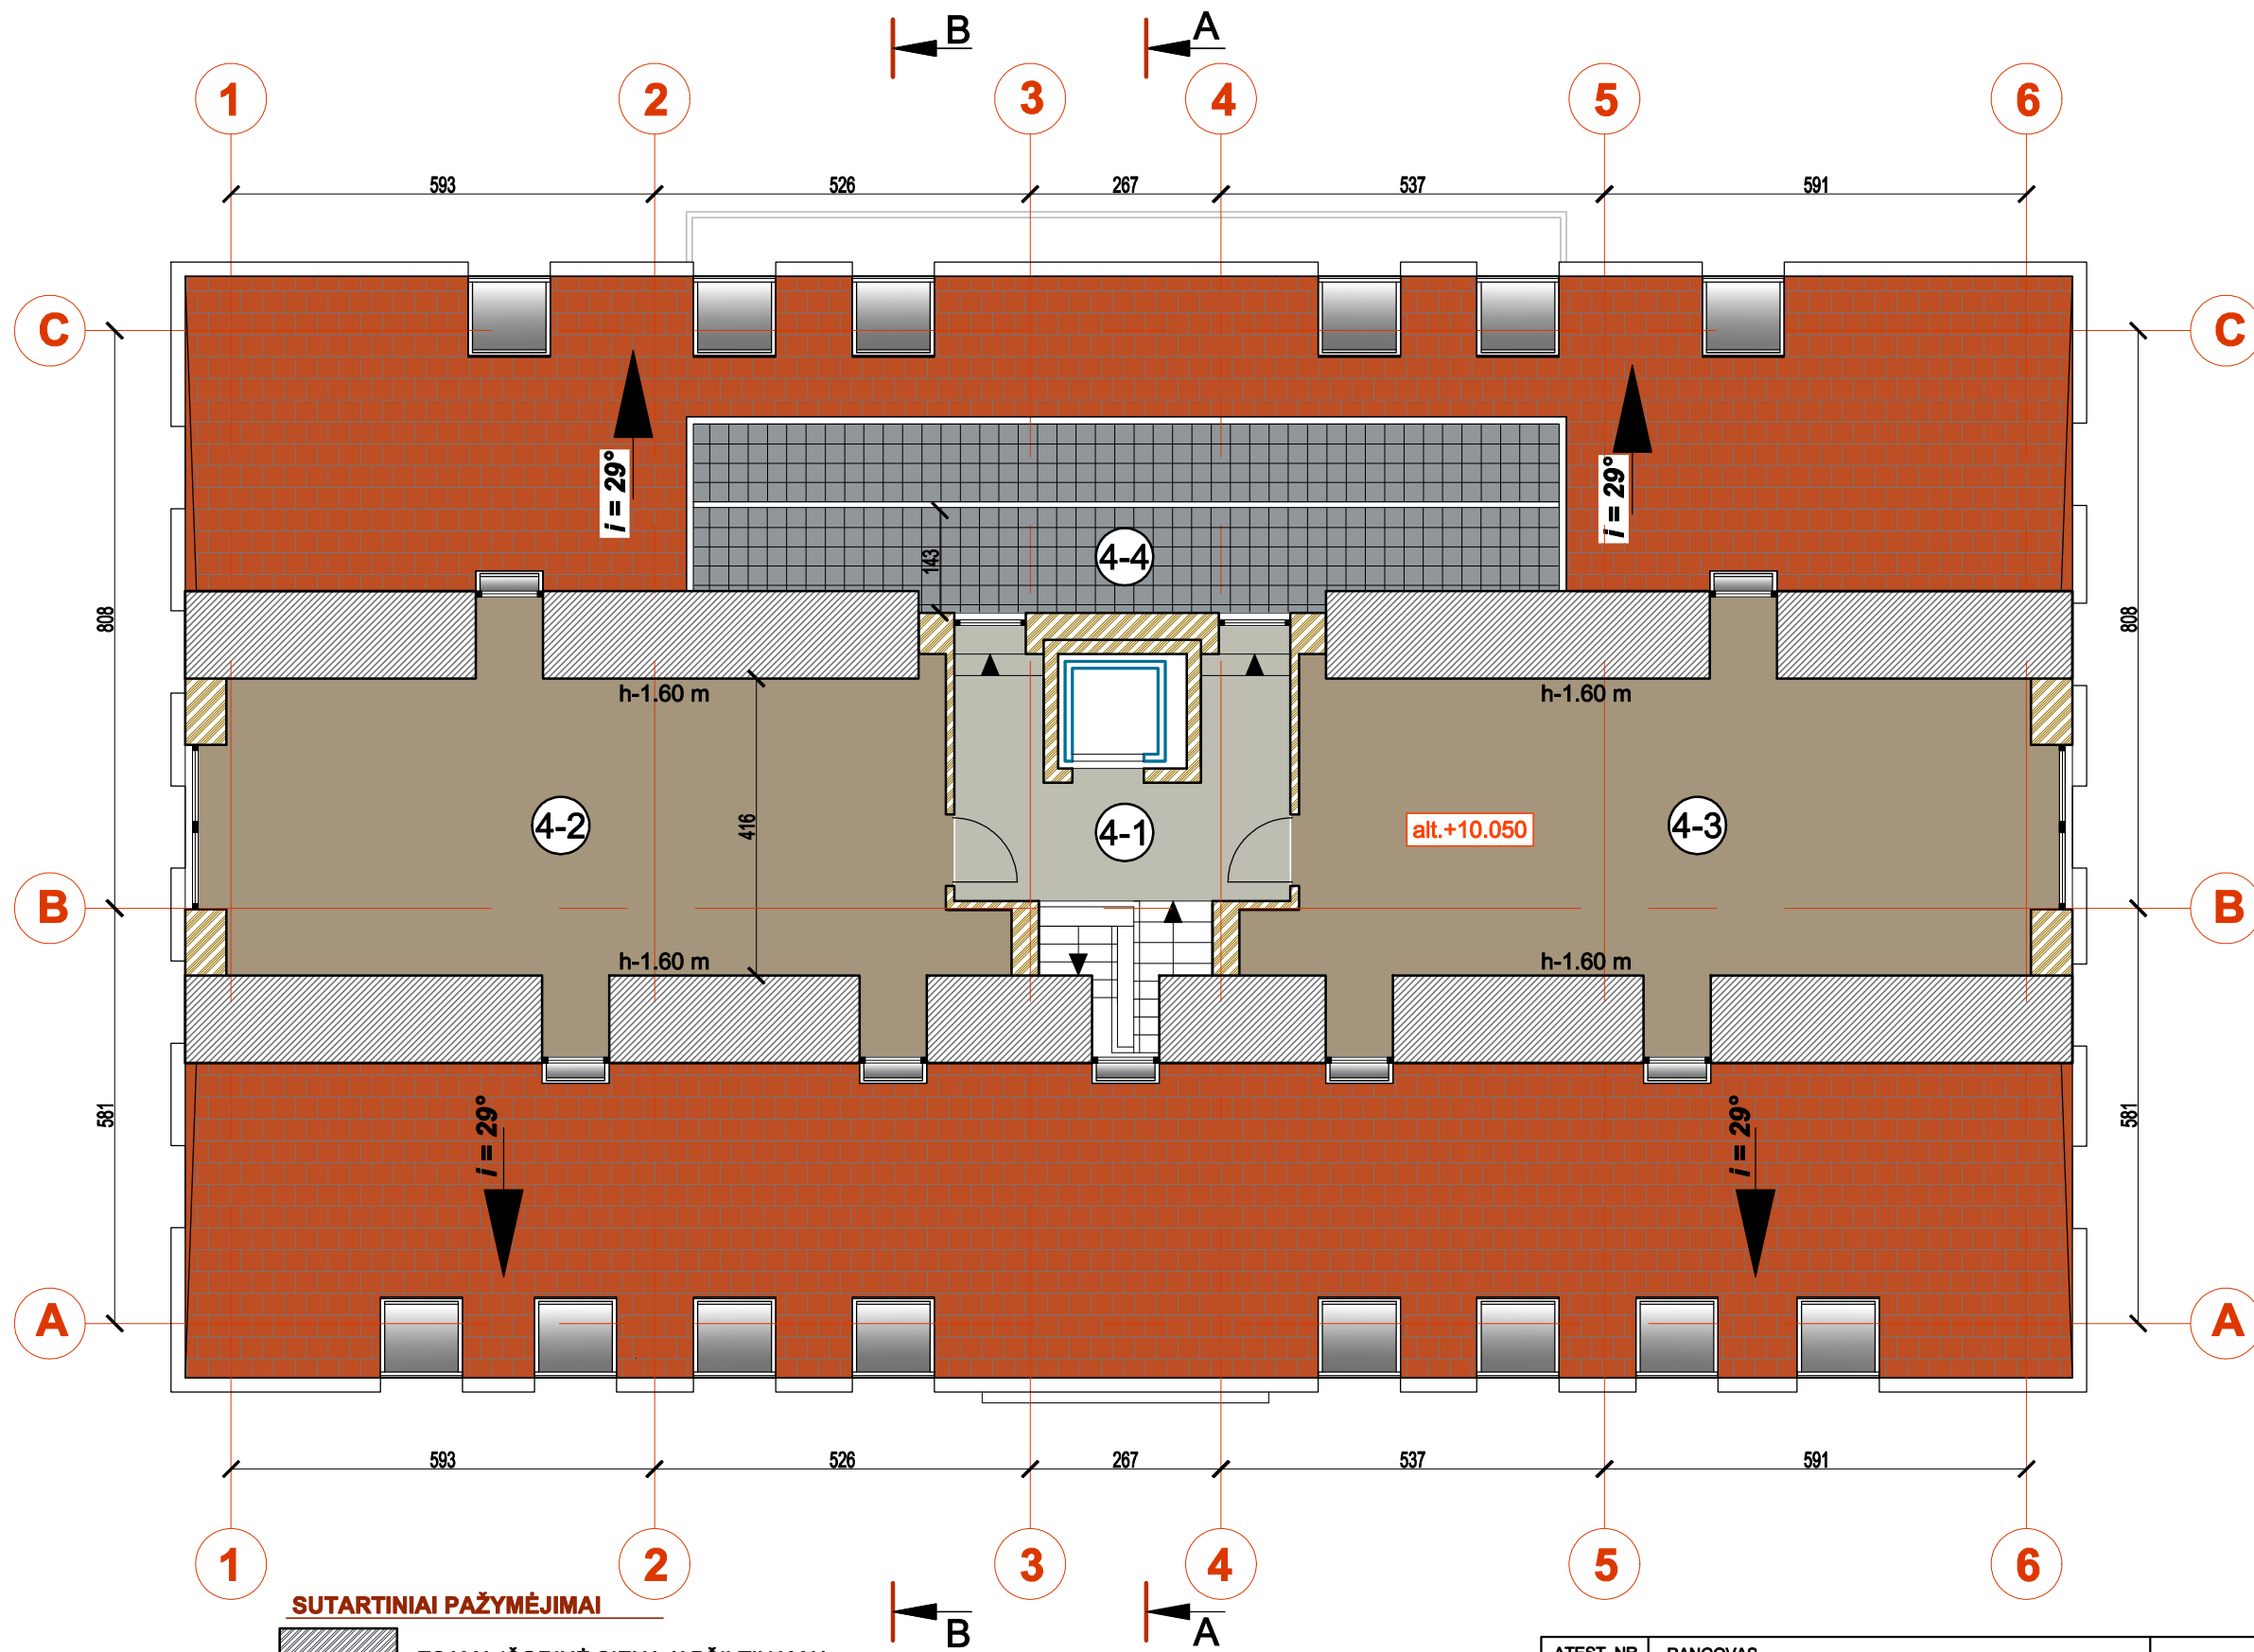 B A
1 2 3 4 5 6
593 526 267 537 591
C C
i = 29° i = 29°
143 4-4
808 808
h-1.60 m h-1.60 m
4-2 416 4-1 alt.+10.050 4-3
B B
h-1.60 m h-1.60 m
581 581
i = 29° i = 29°
A A
593 526 267 537 591
1 2 3 4 5 6
SUTARTINIAI PAŽYMĖJIMAI
B A